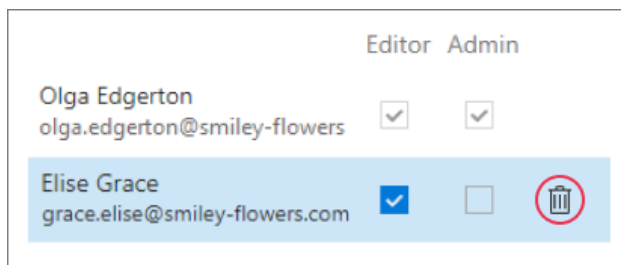 Editor Admin
Olga Edgerton
olga.edgerton@smiley-flowers
Elise Grace
grace.elise@smiley-flowers.com